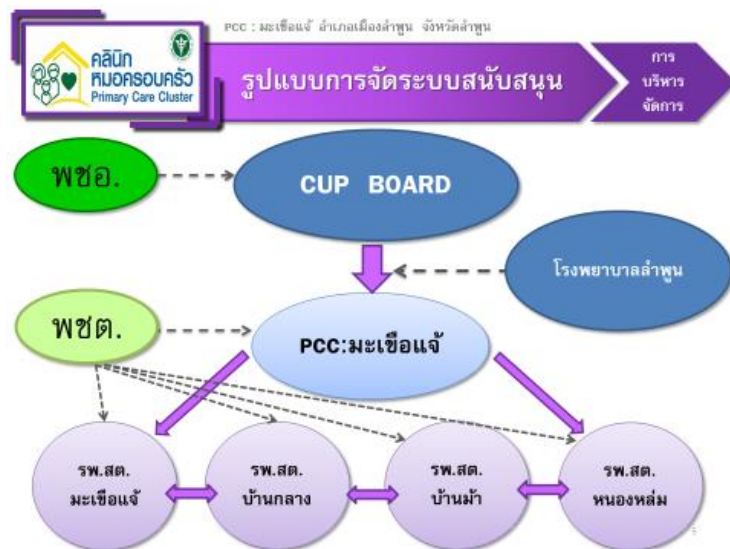 PCC : มะเขือแจ้ อำเภอเมืองลำพูน จังหวัดลำพูน
คลินิก
หมอครอบครัว
Primary Care Cluster
รูปแบบการจัดระบบสนับสนุน
การ
บริหาร
จัดการ
พชอ.
CUP BOARD
โรงพยาบาลลำพูน
พชต.
PCC:มะเขือแจ้
รพ.สต.
มะเขือแจ้
รพ.สต.
บ้านกลาง
รพ.สต.
บ้านม้า
รพ.สต.
หนองหล่ม